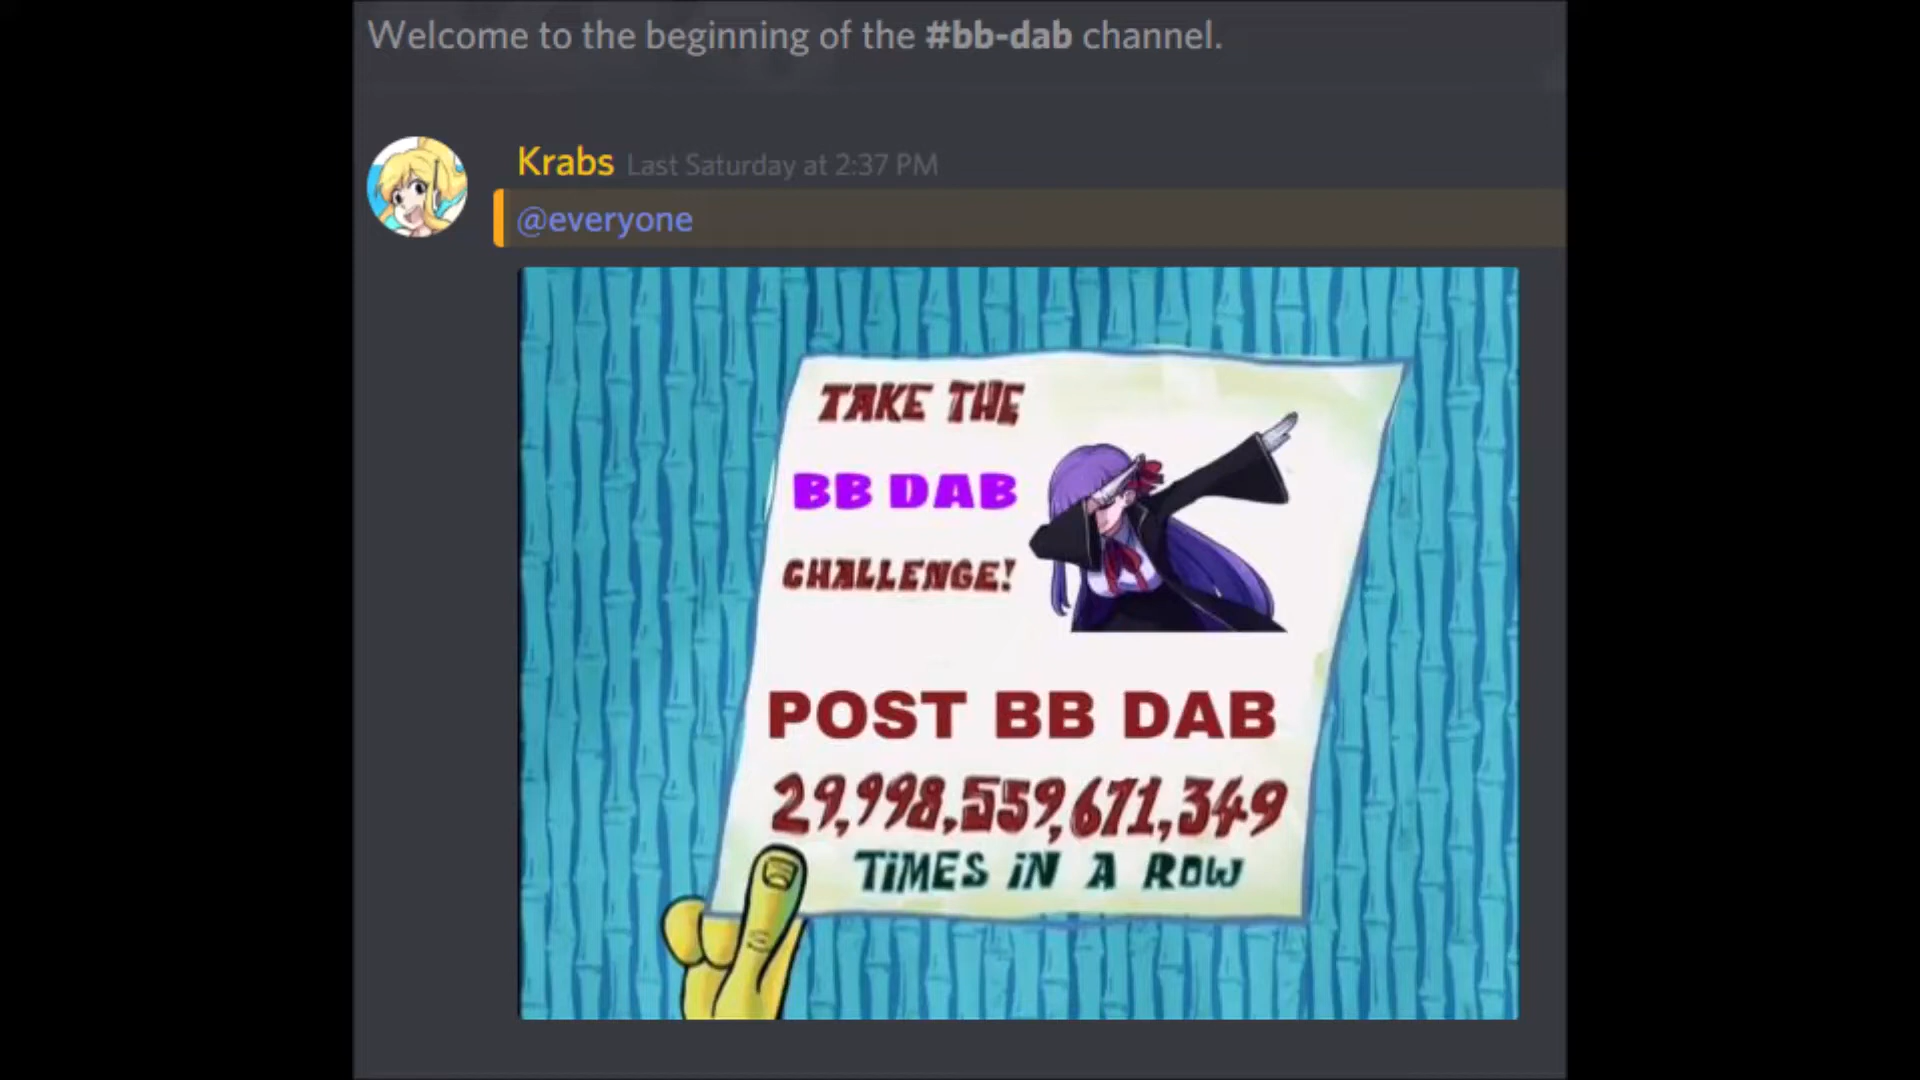 Welcome to the beginning of the #bb-dab channel.
Krabs Last Saturday at 2:37 PM
@everyone
TAKE THE
BB DAB
CHALLENGE!
POST BB DAB
29,998,559,671,349
TiMES iN A ROW